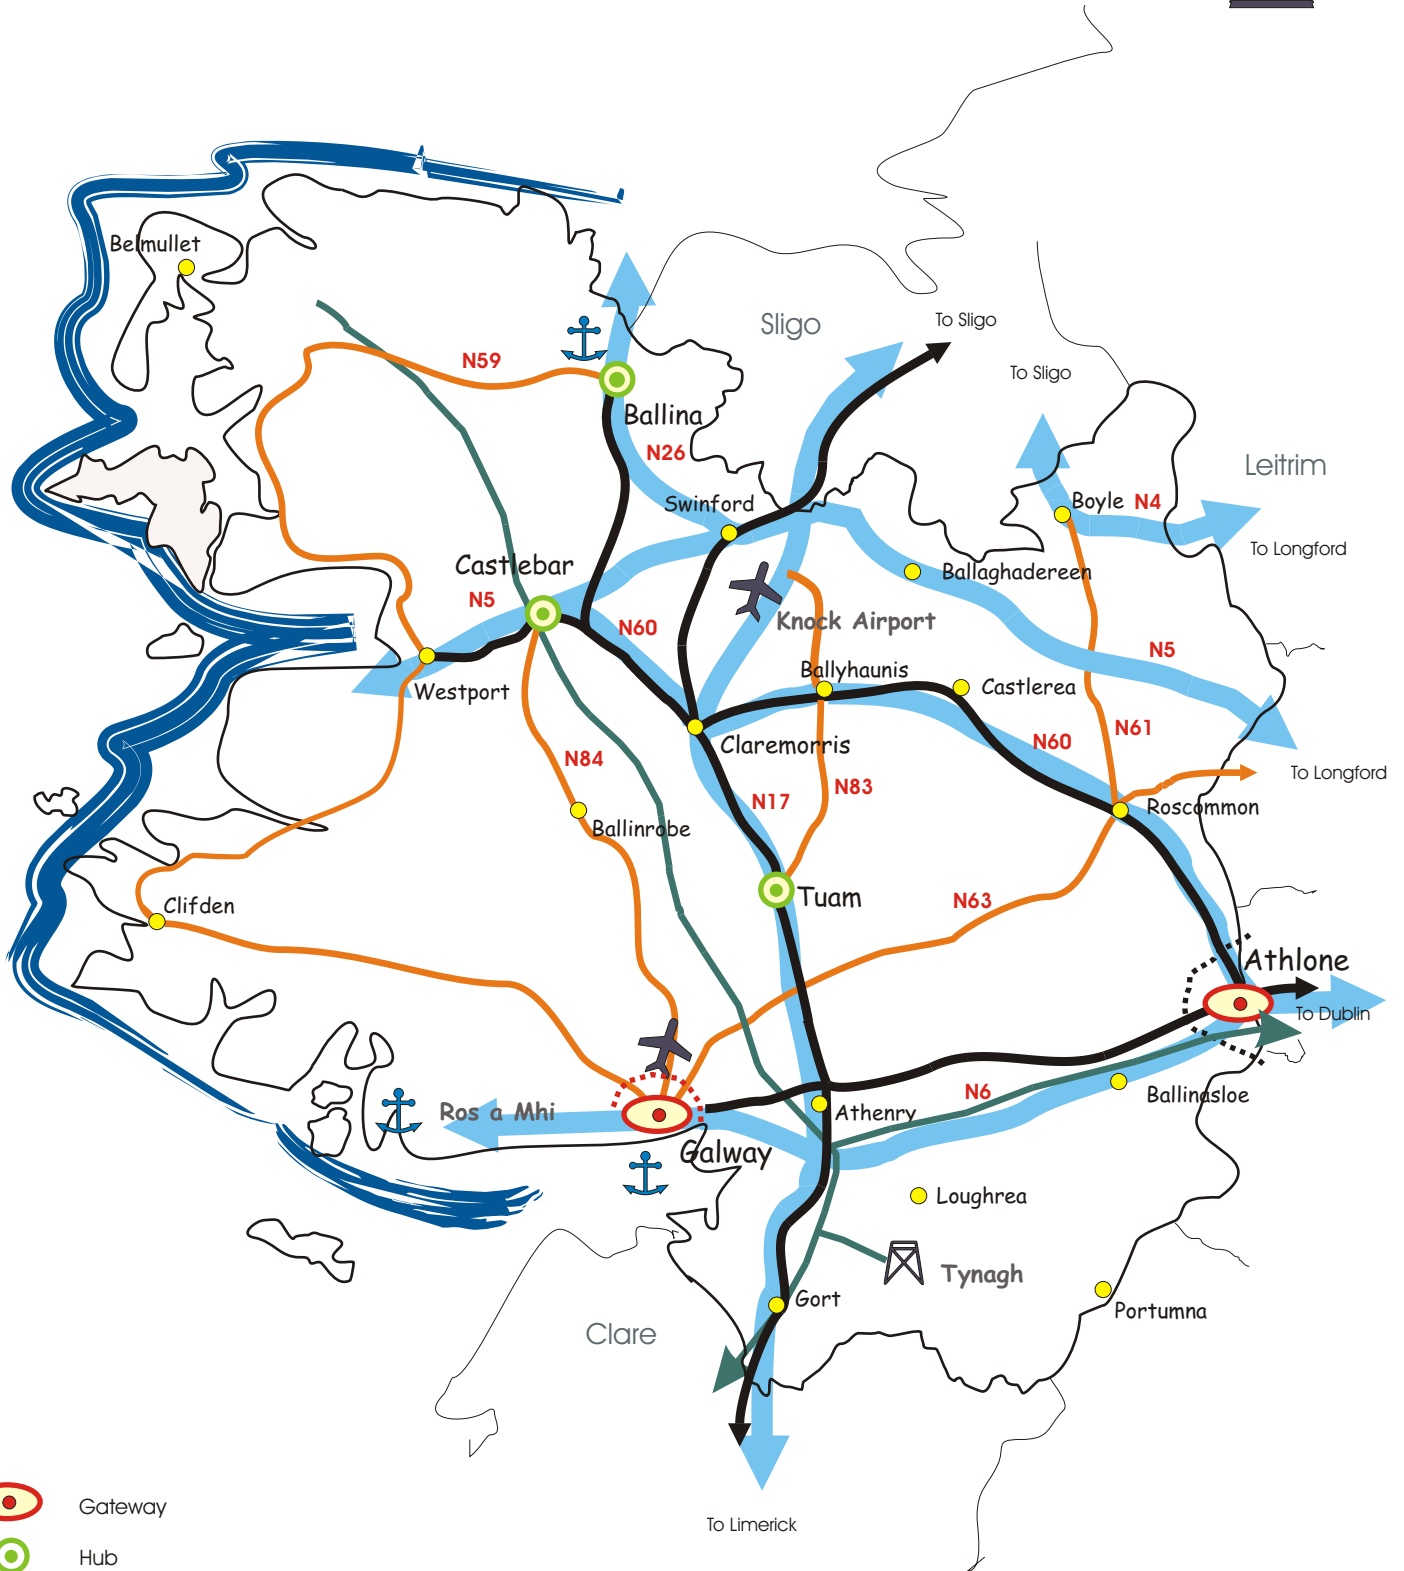 Belmullet
Sligo
To Sligo
N59
To Sligo
Ballina
N26
Leitrim
Swinford
Boyle
N4
To Longford
Castlebar
Ballaghadereen
N5
N60
Knock Airport
N5
Ballyhaunis
Westport
Castlerea
Claremorris
N61
N60
N84
To Longford
N83
N17
Roscommon
Ballinrobe
Tuam
N63
Clifden
Athlone
To Dublin
N6
Ballinasloe
Ros a Mhi
Athenry
Galway
Loughrea
Tynagh
Gort
Portumna
Clare
Gateway
To Limerick
Hub